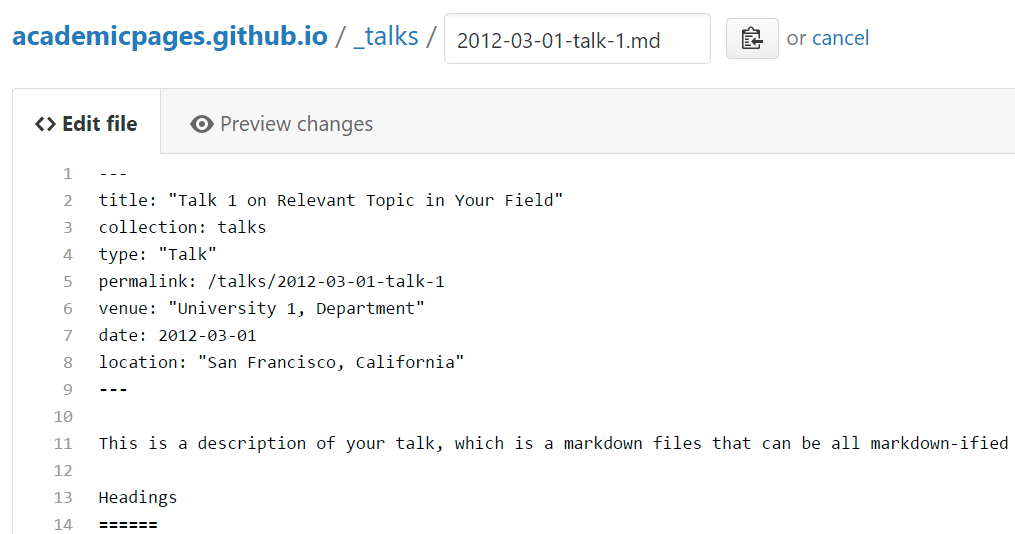 academicpages.github.io / _talks / 2012-03-01-talk-1.md or cancel
<> Edit file Preview changes
1 ---
2 title: "Talk 1 on Relevant Topic in Your Field"
3 collection: talks
4 type: "Talk"
5 permalink: /talks/2012-03-01-talk-1
6 venue: "University 1, Department"
7 date: 2012-03-01
8 location: "San Francisco, California"
9 ---
10
11 This is a description of your talk, which is a markdown files that can be all markdown-ified
12
13 Headings
14 ======